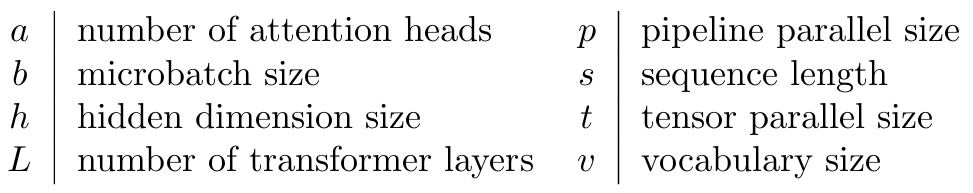 a number of attention heads p pipeline parallel size
b microbatch size s sequence length
h hidden dimension size t tensor parallel size
L number of transformer layers v vocabulary size